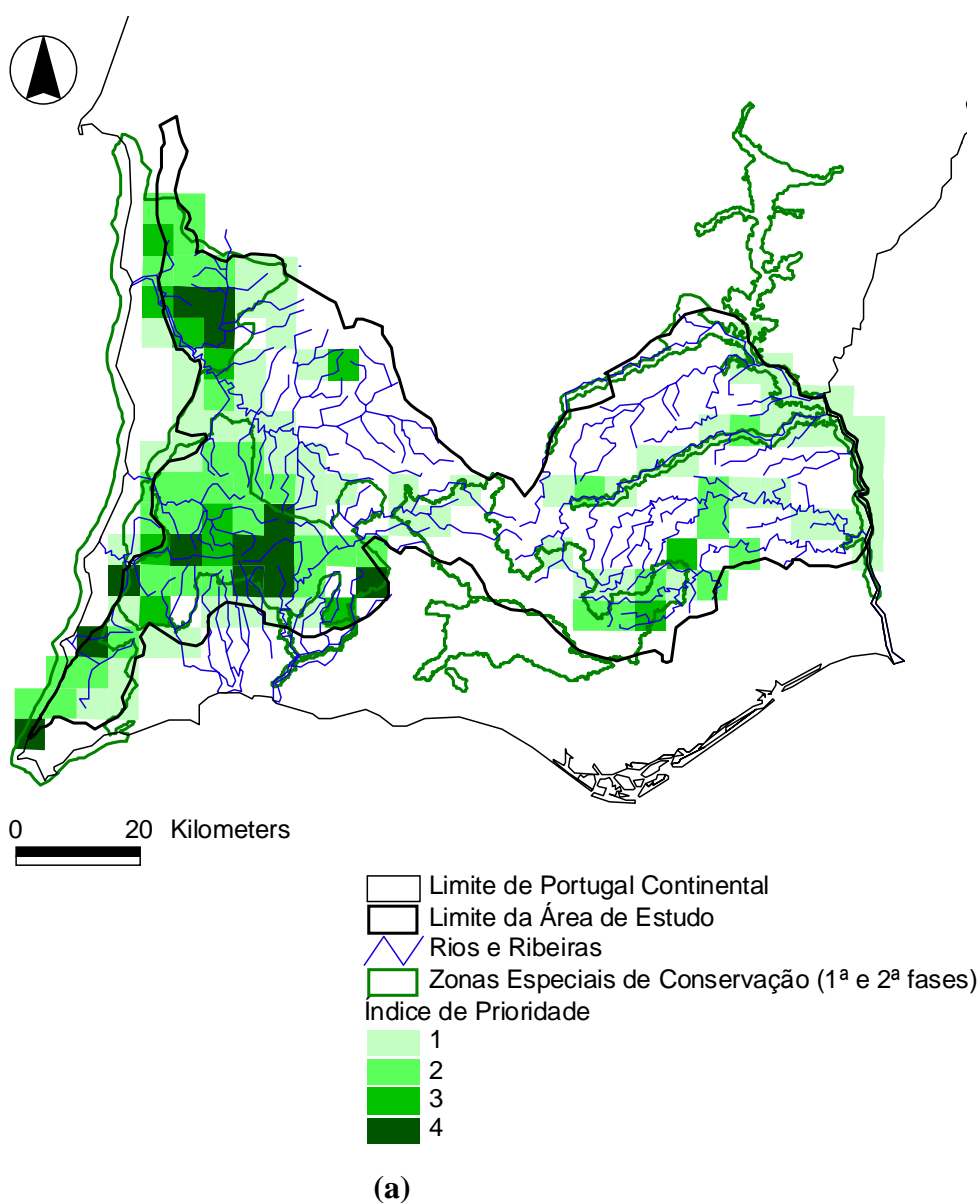 0 20 Kilometers
Limite de Portugal Continental
Limite da Área de Estudo
Rios e Ribeiras
Zonas Especiais de Conservação (1ª e 2ª fases)
Índice de Prioridade
1
2
3
4
(a)